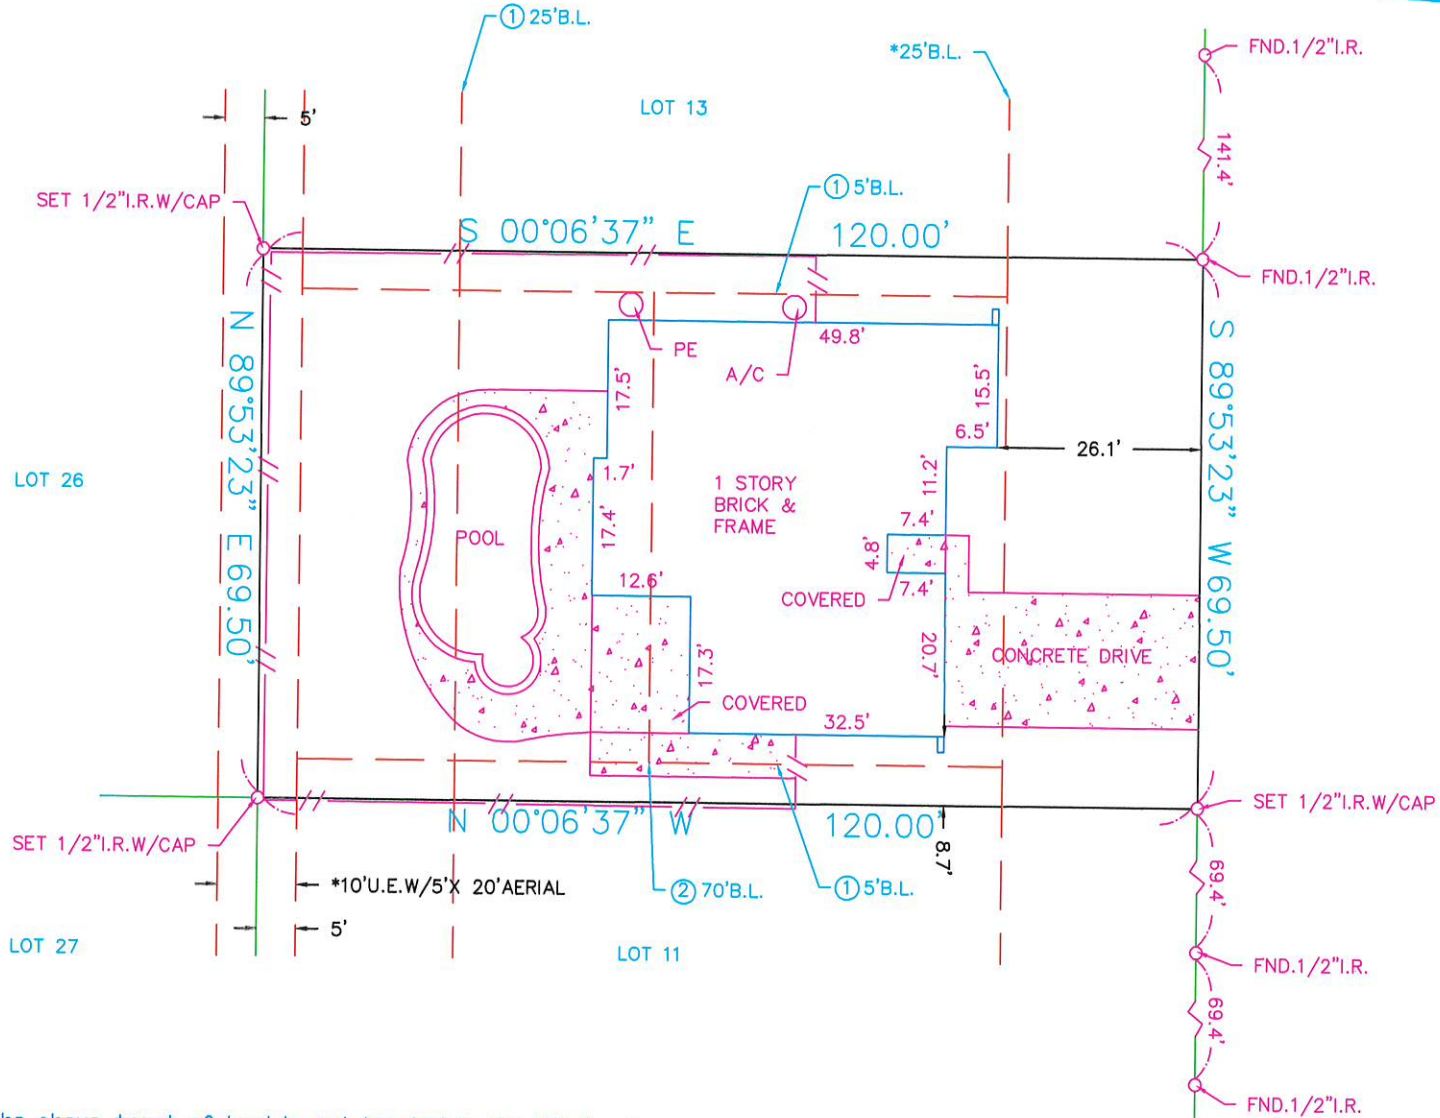 ① 25'B.L.
*25'B.L.
FND.1/2"I.R.
LOT 13
5'
141.4'
SET 1/2"I.R.W/CAP
① 5'B.L.
S 00°06'37" E 120.00'
FND.1/2"I.R.
N 89°53'23" E 69.50'
S 89°53'23" W 69.50'
PE
A/C
49.8'
17.5'
15.5'
6.5'
26.1'
LOT 26
1.7'
11.2'
1 STORY
BRICK &
FRAME
17.4'
7.4'
POOL
4.8'
12.6'
7.4'
COVERED
20.7'
CONCRETE DRIVE
17.3'
COVERED
32.5'
N 00°06'37" W 120.00'
SET 1/2"I.R.W/CAP
SET 1/2"I.R.W/CAP
8.7'
69.4'
*10'U.E.W/5'X 20'AERIAL
② 70'B.L.
① 5'B.L.
5'
LOT 27
LOT 11
FND.1/2"I.R.
69.4'
FND.1/2"I.R.